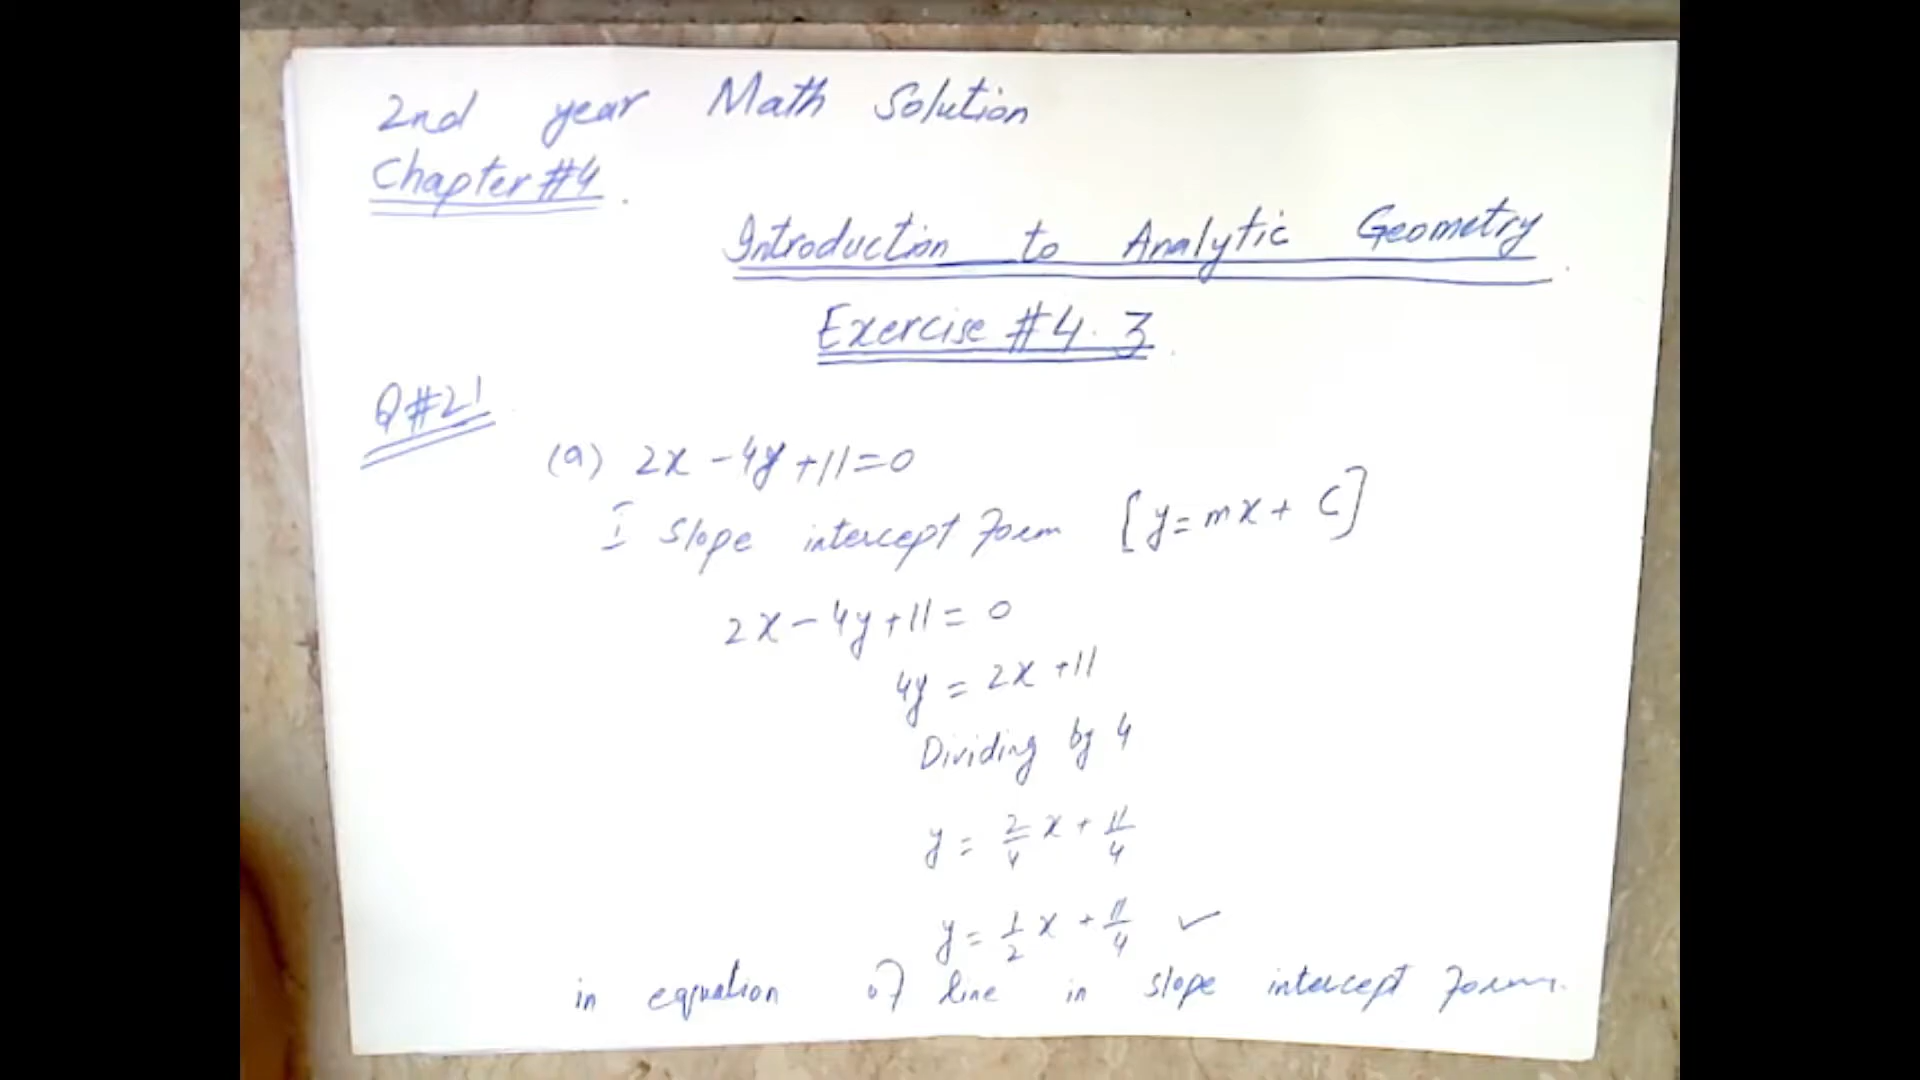 2nd year Math Solution
Chapter #4.
Introduction to Analytic Geometry.
Exercise #4.3.
Q#21
(a) 2x - 4y + 11 = 0
I Slope intercept Form [y = mx + c]
2x - 4y + 11 = 0
4y = 2x + 11
Dividing by 4
y = 2/4 x + 11/4
y = 1/2 x + 11/4 ✓
in equation of line in slope intercept Form.